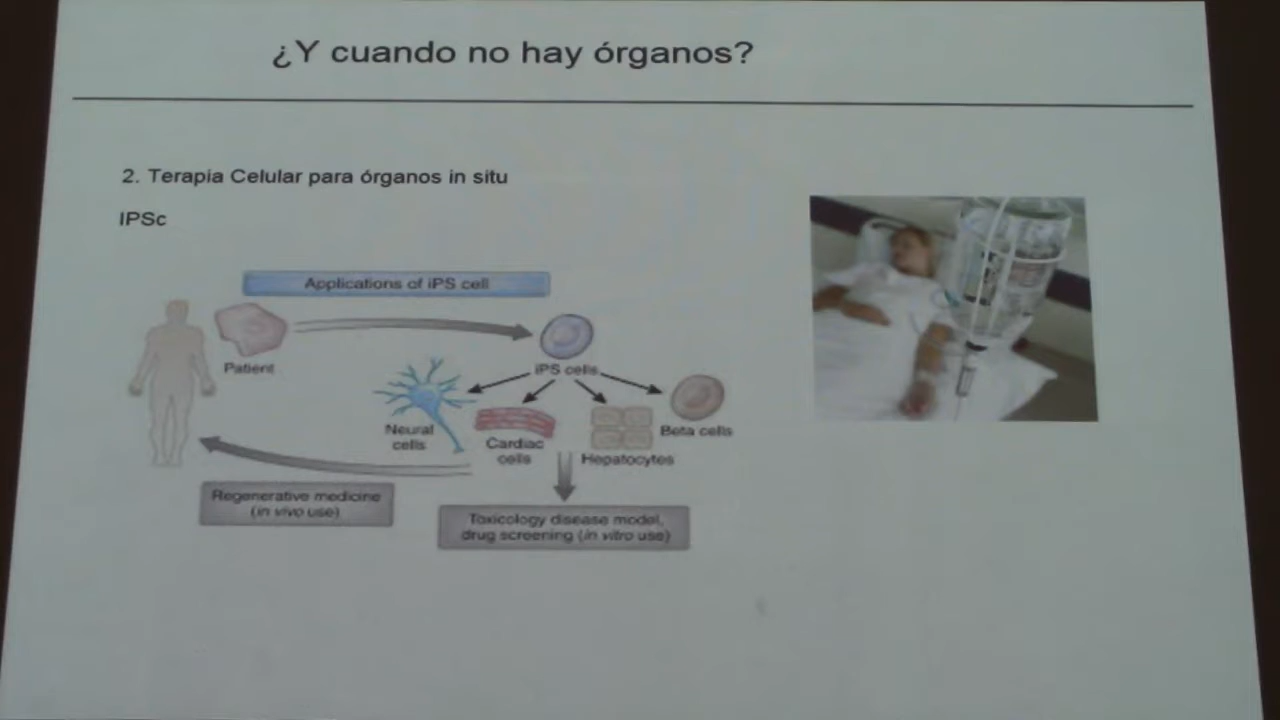 ¿Y cuando no hay órganos?
2. Terapia Celular para órganos in situ
IPSc
Applications of iPS cell
Patient
iPS cells
Neural
cells
Cardiac
cells
Hepatocytes
Beta cells
Regenerative medicine
(in vivo use)
Toxicology disease model,
drug screening (in vitro use)